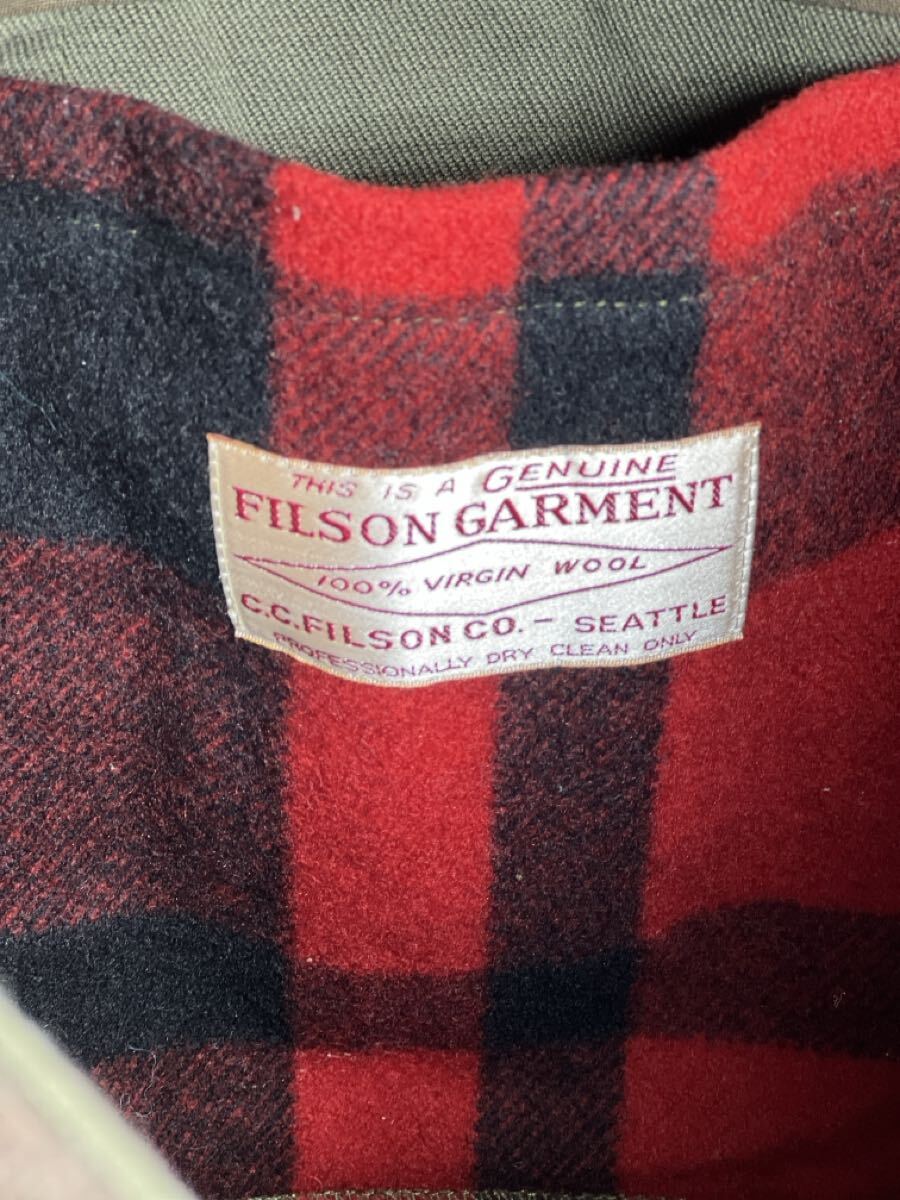 THIS IS A GENUINE
FILSON GARMENT
100% VIRGIN WOOL
C.C. FILSON CO. – SEATTLE
PROFESSIONALLY DRY CLEAN ONLY